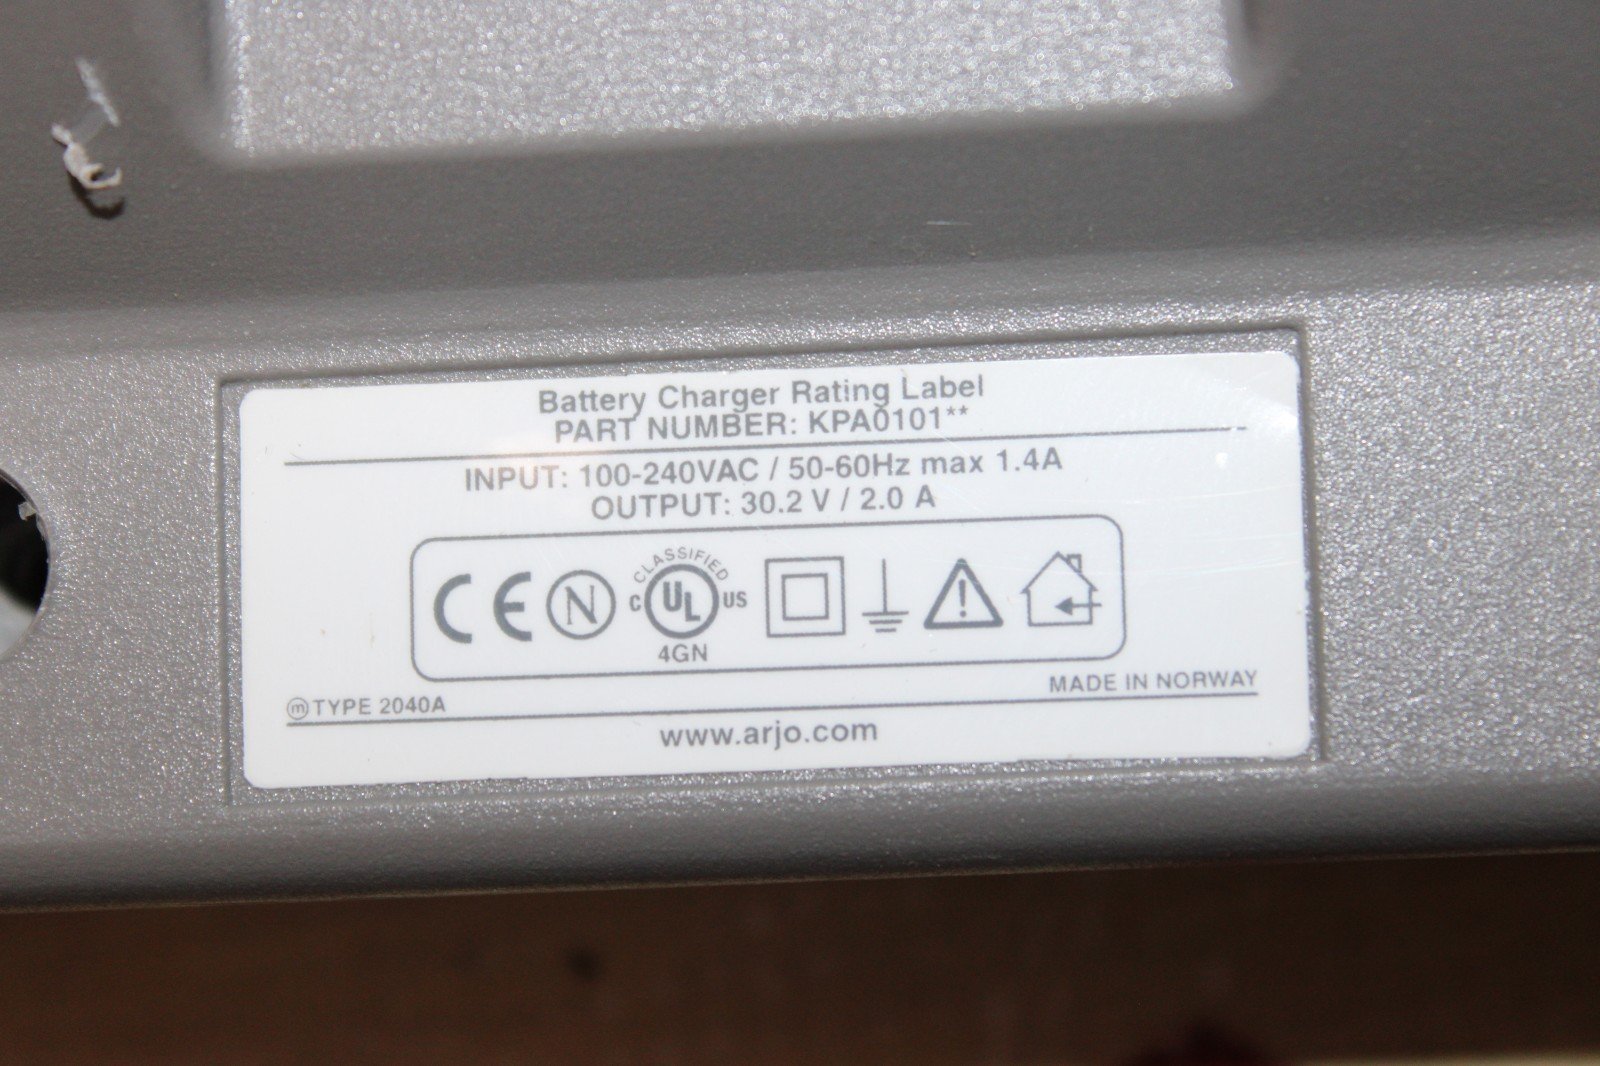 Battery Charger Rating Label
PART NUMBER: KPA0101**
INPUT: 100-240VAC / 50-60Hz max 1.4A
OUTPUT: 30.2 V / 2.0 A
CE N C CLASSIFIED UL US
4GN
MADE IN NORWAY
ⓜ TYPE 2040A
www.arjo.com